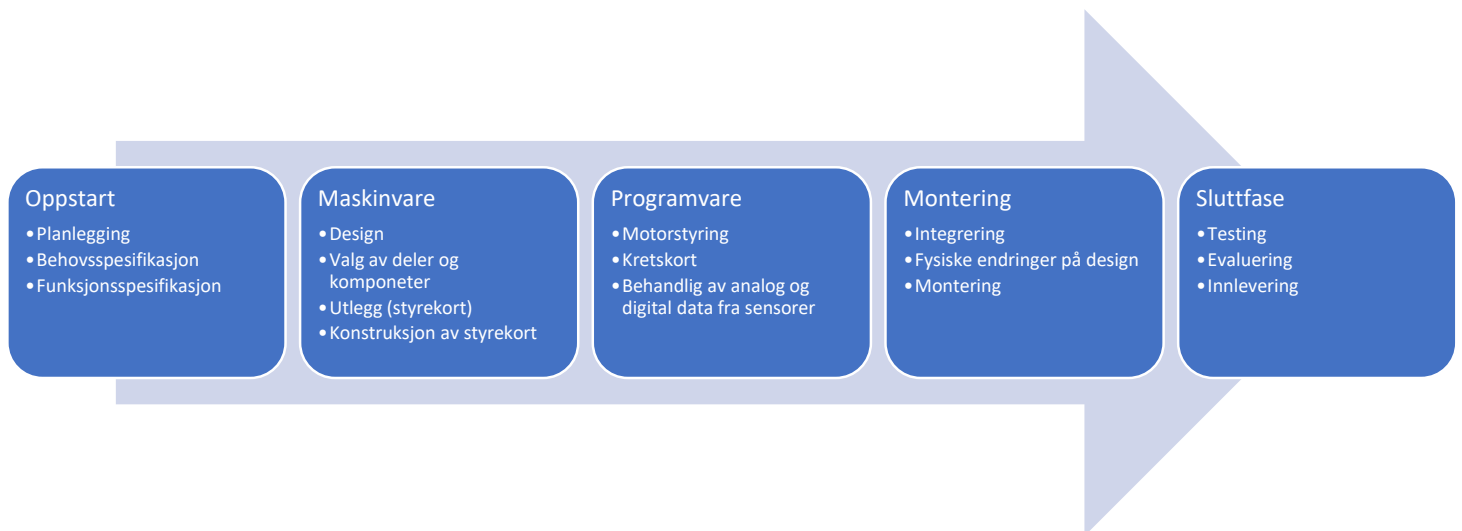 Oppstart
•Planlegging
•Behovsspesifikasjon
•Funksjonsspesifikasjon
Maskinvare
•Design
•Valg av deler og
komponeter
•Utlegg (styrekort)
•Konstruksjon av styrekort
Programvare
•Motorstyring
•Kretskort
•Behandlig av analog og
digital data fra sensorer
Montering
•Integrering
•Fysiske endringer på design
•Montering
Sluttfase
•Testing
•Evaluering
•Innlevering